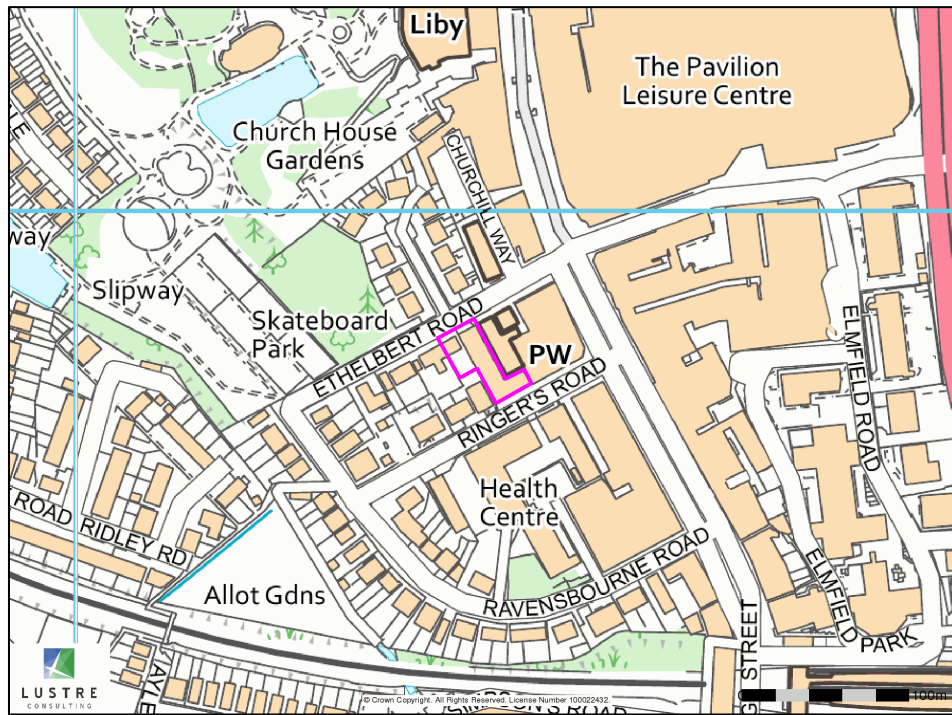 Liby
The Pavilion
Leisure Centre
Church House
Gardens
CHURCHILL WAY
way
Slipway
Skateboard
Park
ETHELBERT ROAD
PW
RINGER'S ROAD
ELMFIELD ROAD
Health
Centre
ROAD
RIDLEY RD
Allot Gdns
RAVENSBOURNE ROAD
ELMFIELD PARK
STREET
LUSTRE
CONSULTING
© Crown Copyright. All Rights Reserved. License Number 100022432.
0
100m